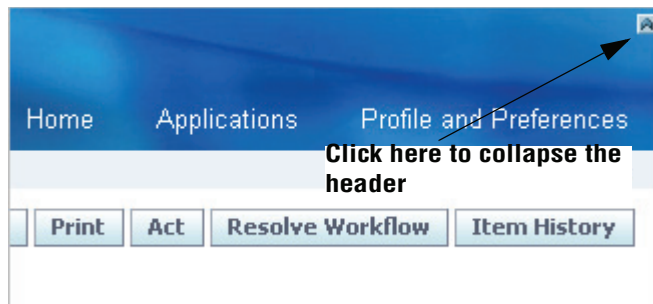 Home Applications Profile and Preferences
Click here to collapse the
header
Print Act Resolve Workflow Item History